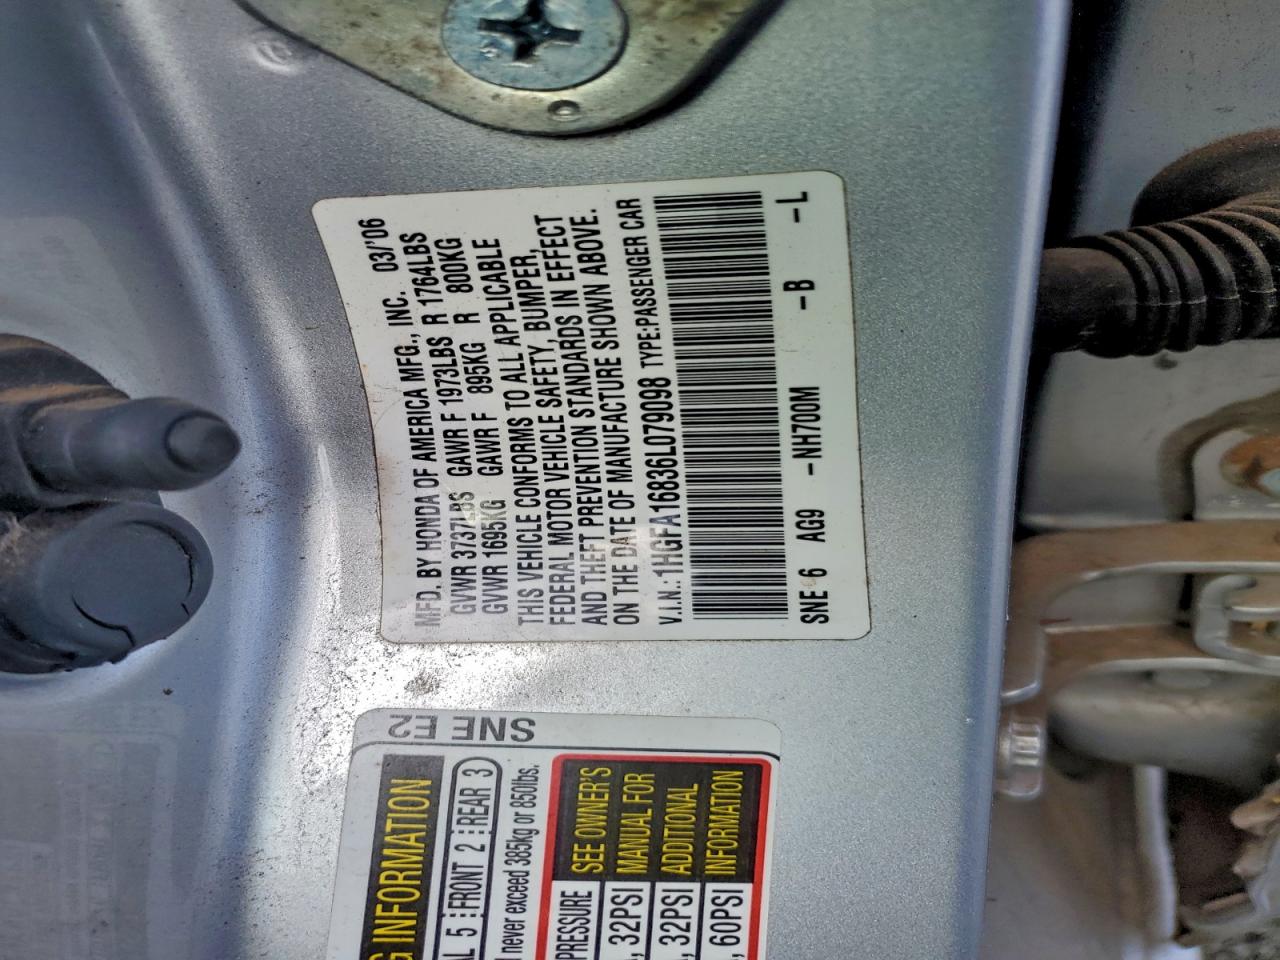 MFD. BY HONDA OF AMERICA MFG., INC. 03/'06
GVWR 3737LBS GAWR F 1973LBS R 1764LBS
GVWR 1695KG GAWR F 895KG R 800KG
THIS VEHICLE CONFORMS TO ALL APPLICABLE
FEDERAL MOTOR VEHICLE SAFETY, BUMPER,
AND THEFT PREVENTION STANDARDS IN EFFECT
ON THE DATE OF MANUFACTURE SHOWN ABOVE.
V.I.N.: 1HGFA16836L079098 TYPE:PASSENGER CAR
SNE 6 AG9 -NH700M -B -L
SNE E2
G INFORMATION
AL 5 FRONT 2 REAR 3
never exceed 385kg or 850lbs.
PRESSURE SEE OWNER'S
, 32PSI MANUAL FOR
, 32PSI ADDITIONAL
, 60PSI INFORMATION